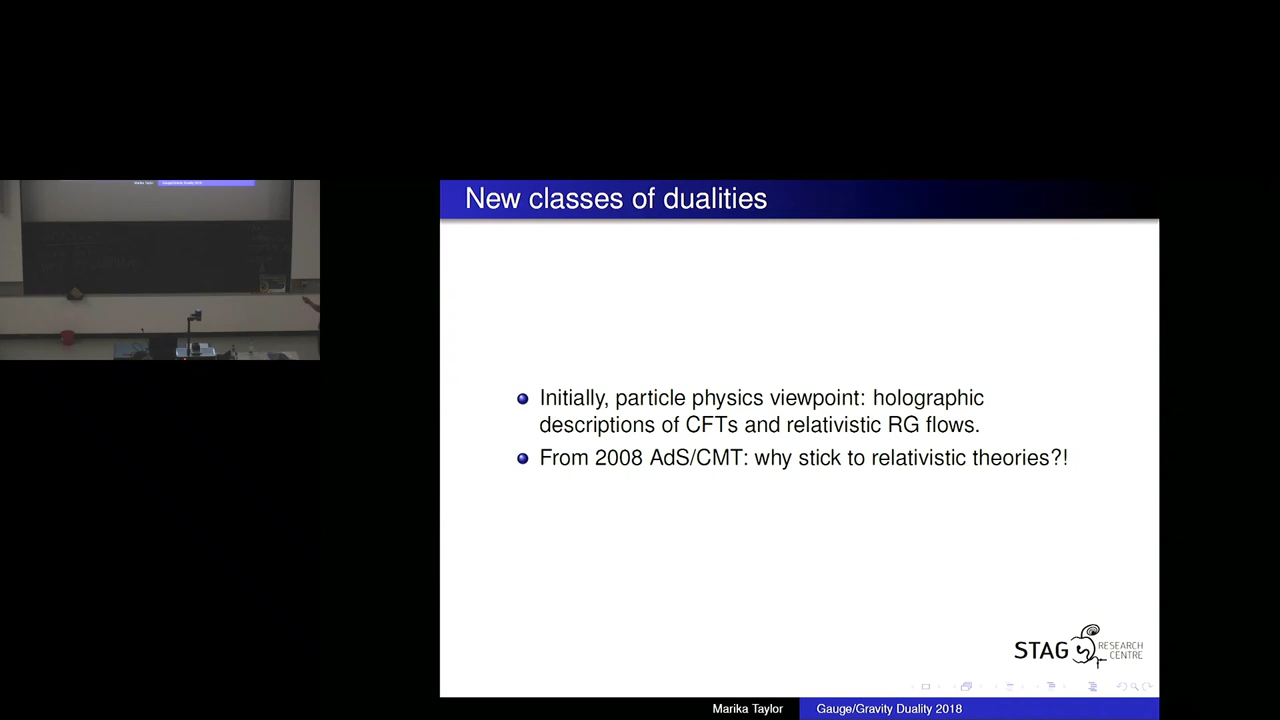 New classes of dualities
Initially, particle physics viewpoint: holographic
descriptions of CFTs and relativistic RG flows.
From 2008 AdS/CMT: why stick to relativistic theories?!
STAG RESEARCH
CENTRE
Marika Taylor Gauge/Gravity Duality 2018